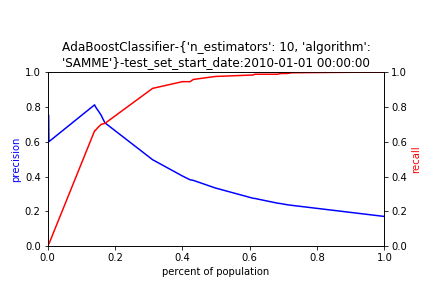 AdaBoostClassifier-{'n_estimators': 10, 'algorithm':
'SAMME'}-test_set_start_date:2010-01-01 00:00:00
1.0
0.8
0.6
0.4
0.2
0.0
precision
1.0
0.8
0.6
0.4
0.2
0.0
recall
0.0 0.2 0.4 0.6 0.8 1.0
percent of population